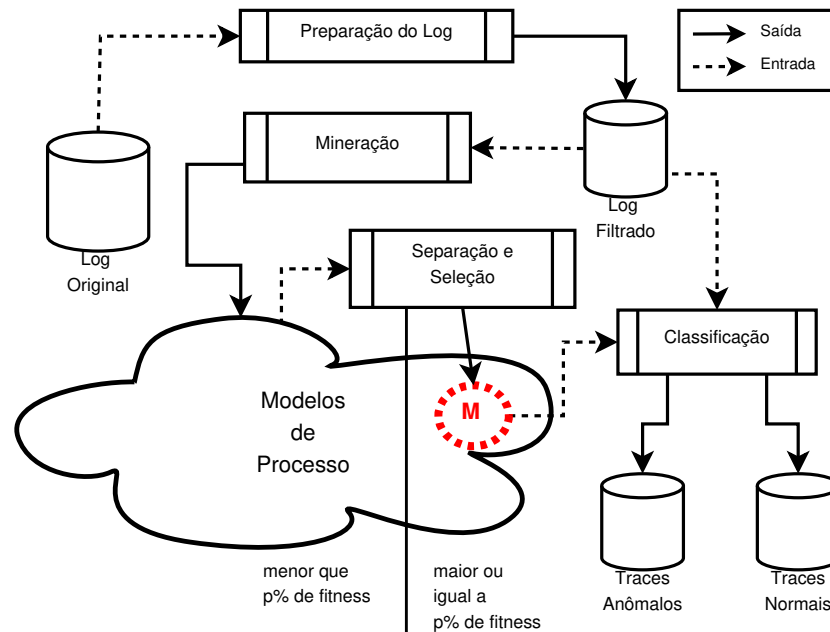 Preparação do Log
Saída
Entrada
Mineração
Log
Original
Log
Filtrado
Separação e
Seleção
Classificação
Modelos
de
Processo
M
menor que
p% de fitness
maior ou
igual a
p% de fitness
Traces
Anômalos
Traces
Normais